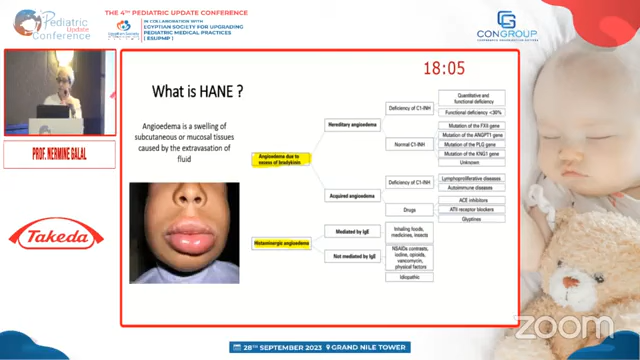 Pediatric
Update
Conference
THE 4TH PEDIATRIC UPDATE CONFERENCE
IN COLLABORATION WITH
EGYPTIAN SOCIETY FOR UPGRADING
PEDIATRIC MEDICAL PRACTICES
( ESUPMP )
CONGROUP
18:05
What is HANE ?
Angioedema is a swelling of
subcutaneous or mucosal tissues
caused by the extravasation of
fluid
PROF. NERMINE GALAL
Takeda
Angioedema due to
excess of bradykinin
Hereditary angioedema
Deficiency of C1-INH
Quantitative and
functional deficiency
Functional deficiency <30%
Normal C1-INH
Mutation of the FXII gene
Mutation of the ANGPT1 gene
Mutation of the PLG gene
Mutation of the KNG1 gene
Unknown
Acquired angioedema
Deficiency of C1-INH
Lymphoproliferative diseases
Autoimmune diseases
Drugs
ACE inhibitors
ATII receptor blockers
Gliptines
Histaminergic angioedema
Mediated by IgE
Inhaling foods,
medicines, insects
Not mediated by IgE
NSAIDs contrasts,
iodine, opioids,
vancomycin,
physical factors
Idiopathic
zoom
28TH SEPTEMBER 2023
GRAND NILE TOWER